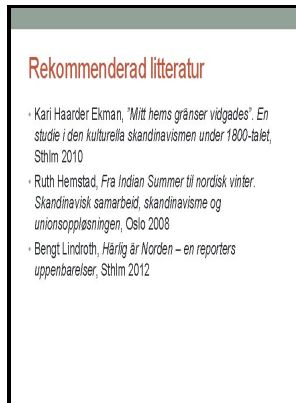 Rekommenderad litteratur
• Kari Haarder Ekman, ”Mitt hems gränser vidgades”. En
studie i den kulturella skandinavismen under 1800-talet,
Sthlm 2010
• Ruth Hemstad, Fra Indian Summer til nordisk vinter.
Skandinavisk samarbeid, skandinavisme og
unionsoppløsningen, Oslo 2008
• Bengt Lindroth, Härlig är Norden – en reporters
uppenbarelser, Sthlm 2012